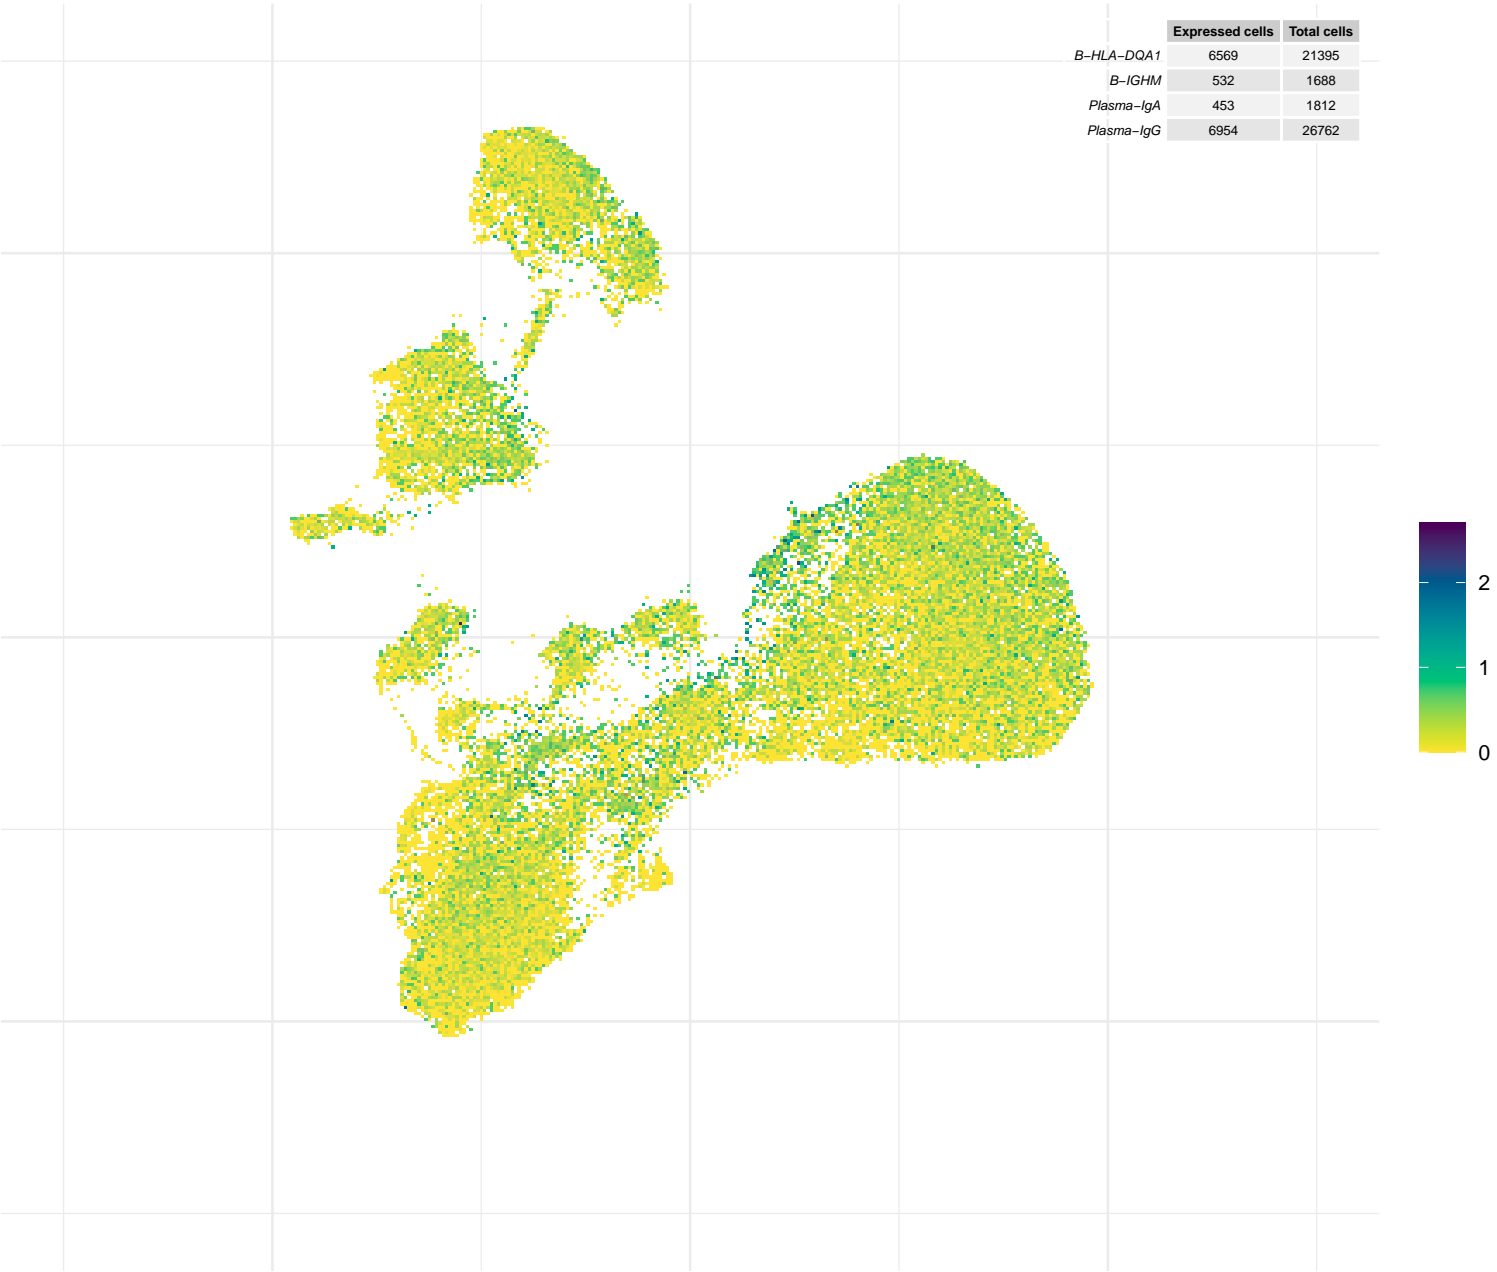 Expressed cells Total cells
B−HLA−DQA1 6569 21395
B−IGHM 532 1688
Plasma−IgA 453 1812
Plasma−IgG 6954 26762
2
1
0